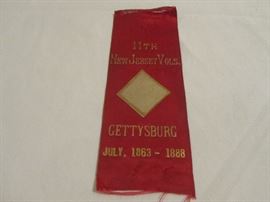 11TH
NEW JERSEY VOLS.
GETTYSBURG
JULY, 1863 - 1888